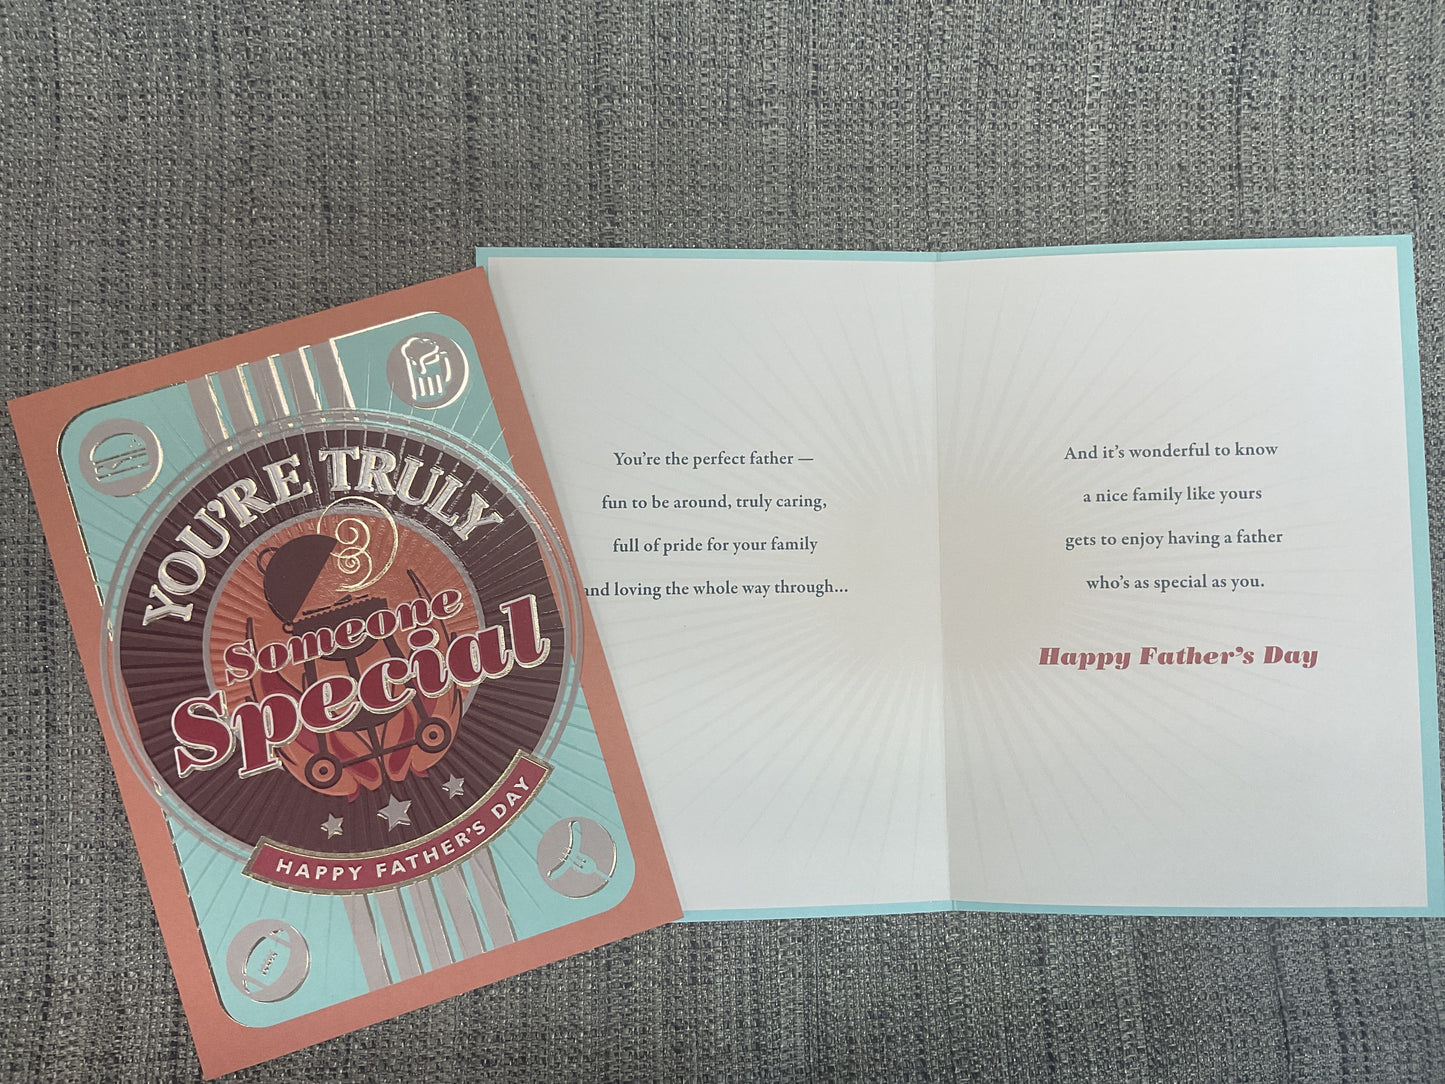 YOU'RE TRULY
Someone
Special
HAPPY FATHER'S DAY
You're the perfect father —
fun to be around, truly caring,
full of pride for your family
and loving the whole way through...
And it's wonderful to know
a nice family like yours
gets to enjoy having a father
who's as special as you.
Happy Father's Day